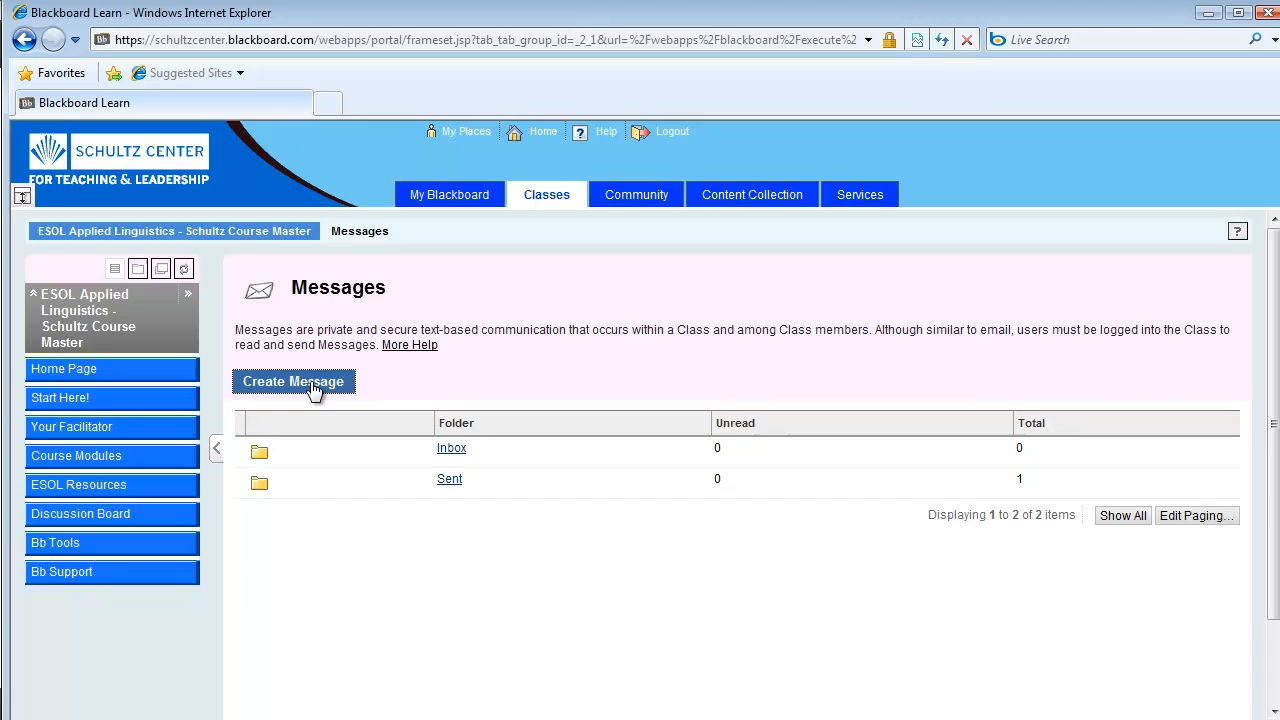 Blackboard Learn - Windows Internet Explorer
https://schultzcenter.blackboard.com/webapps/portal/frameset.jsp?tab_tab_group_id=_2_1&url=%2Fwebapps%2Fblackboard%2Fexecute%2
Live Search
Favorites
Suggested Sites
Bb Blackboard Learn
My Places
Home
? Help
Logout
SCHULTZ CENTER
FOR TEACHING & LEADERSHIP
My Blackboard
Classes
Community
Content Collection
Services
ESOL Applied Linguistics - Schultz Course Master
Messages
?
ESOL Applied
Linguistics -
Schultz Course
Master
Home Page
Start Here!
Your Facilitator
Course Modules
ESOL Resources
Discussion Board
Bb Tools
Bb Support
Messages
Messages are private and secure text-based communication that occurs within a Class and among Class members. Although similar to email, users must be logged into the Class to
read and send Messages. More Help
Create Message
Folder Unread Total
Inbox 0 0
Sent 0 1
Displaying 1 to 2 of 2 items
Show All
Edit Paging...